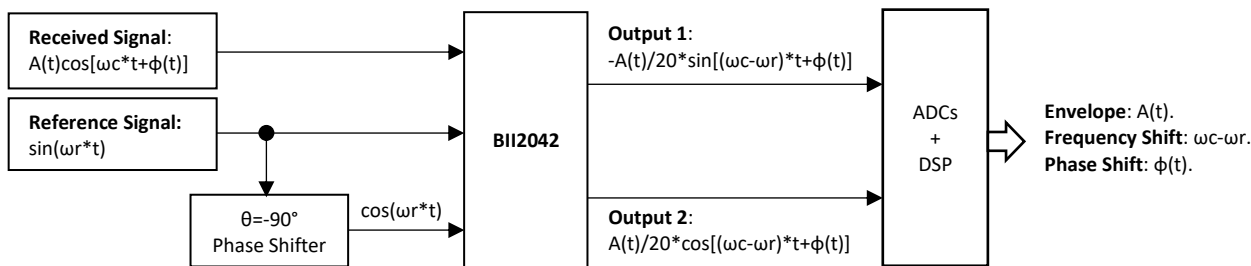 Received Signal:
A(t)cos[ωc*t+ϕ(t)]
Reference Signal:
sin(ωr*t)
θ=-90°
Phase Shifter
cos(ωr*t)
BII2042
Output 1:
-A(t)/20*sin[(ωc-ωr)*t+ϕ(t)]
Output 2:
A(t)/20*cos[(ωc-ωr)*t+ϕ(t)]
ADCs
+
DSP
Envelope: A(t).
Frequency Shift: ωc-ωr.
Phase Shift: ϕ(t).